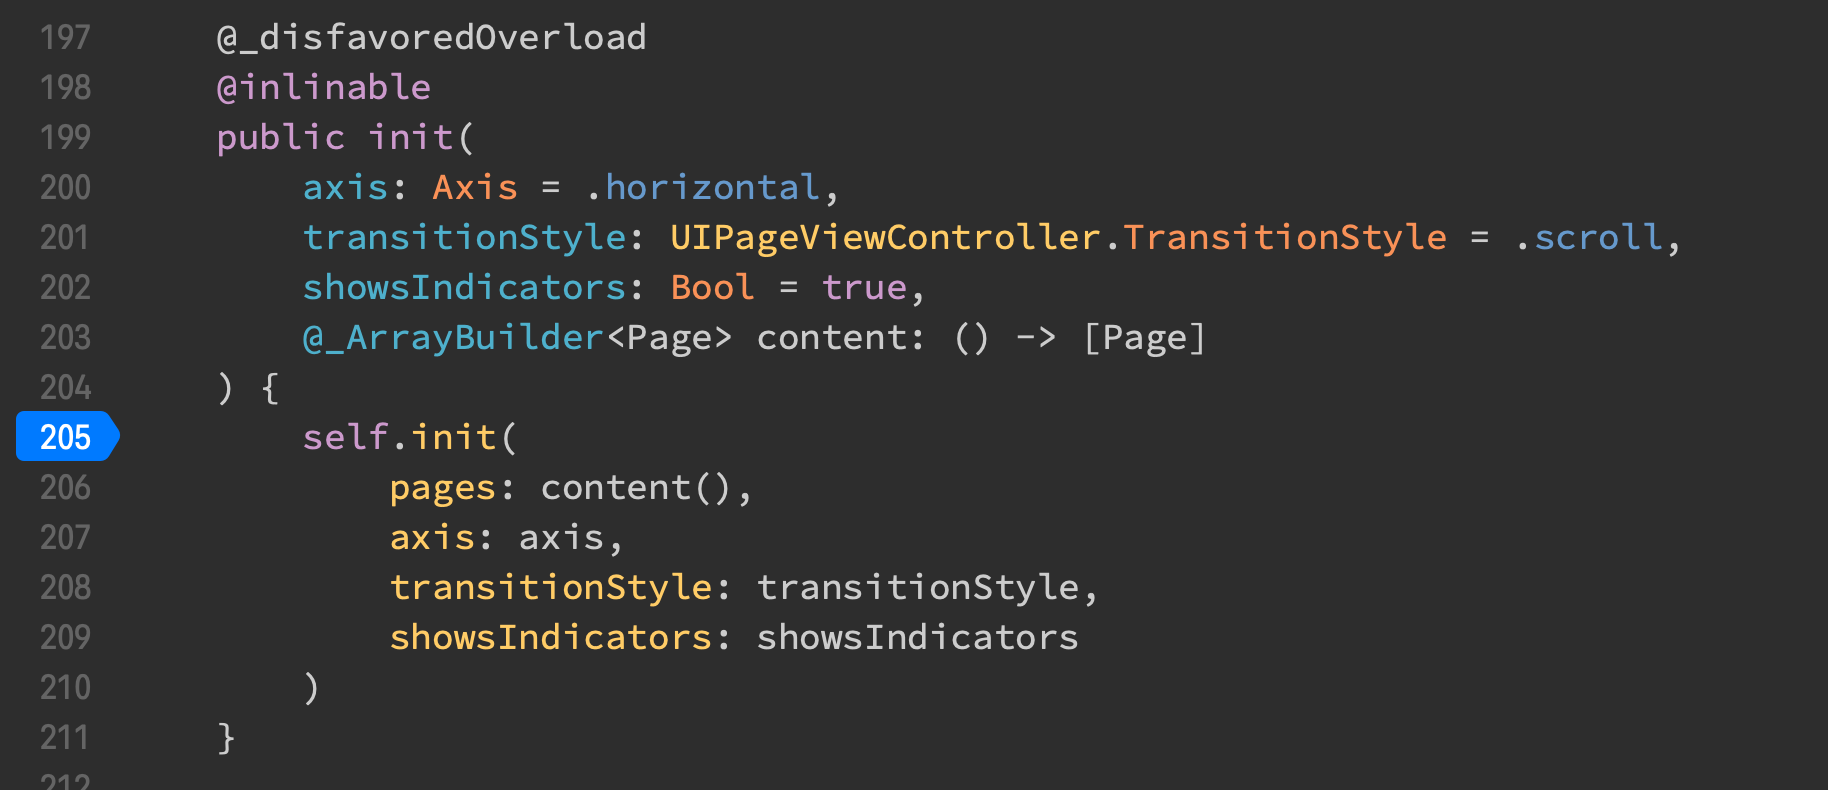 197 @_disfavoredOverload
198 @inlinable
199 public init(
200 axis: Axis = .horizontal,
201 transitionStyle: UIPageViewController.TransitionStyle = .scroll,
202 showsIndicators: Bool = true,
203 @_ArrayBuilder<Page> content: () -> [Page]
204 ) {
205 self.init(
206 pages: content(),
207 axis: axis,
208 transitionStyle: transitionStyle,
209 showsIndicators: showsIndicators
210 )
211 }
212